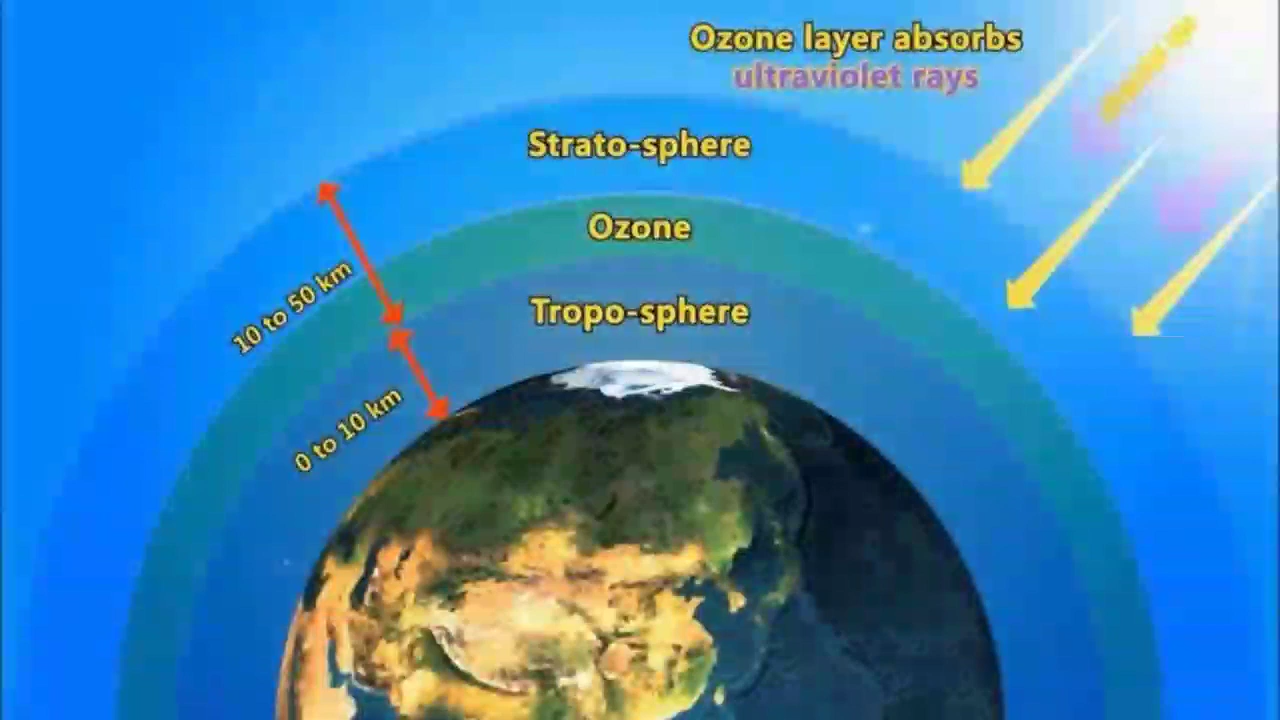 Ozone layer absorbs
ultraviolet rays
Strato-sphere
Ozone
Tropo-sphere
10 to 50 km
0 to 10 km